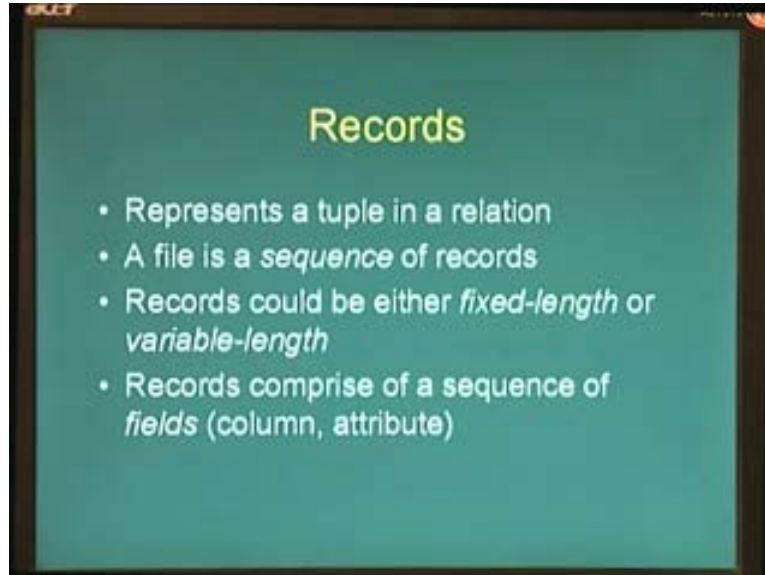 acer
Records
• Represents a tuple in a relation
• A file is a sequence of records
• Records could be either fixed-length or
variable-length
• Records comprise of a sequence of
fields (column, attribute)